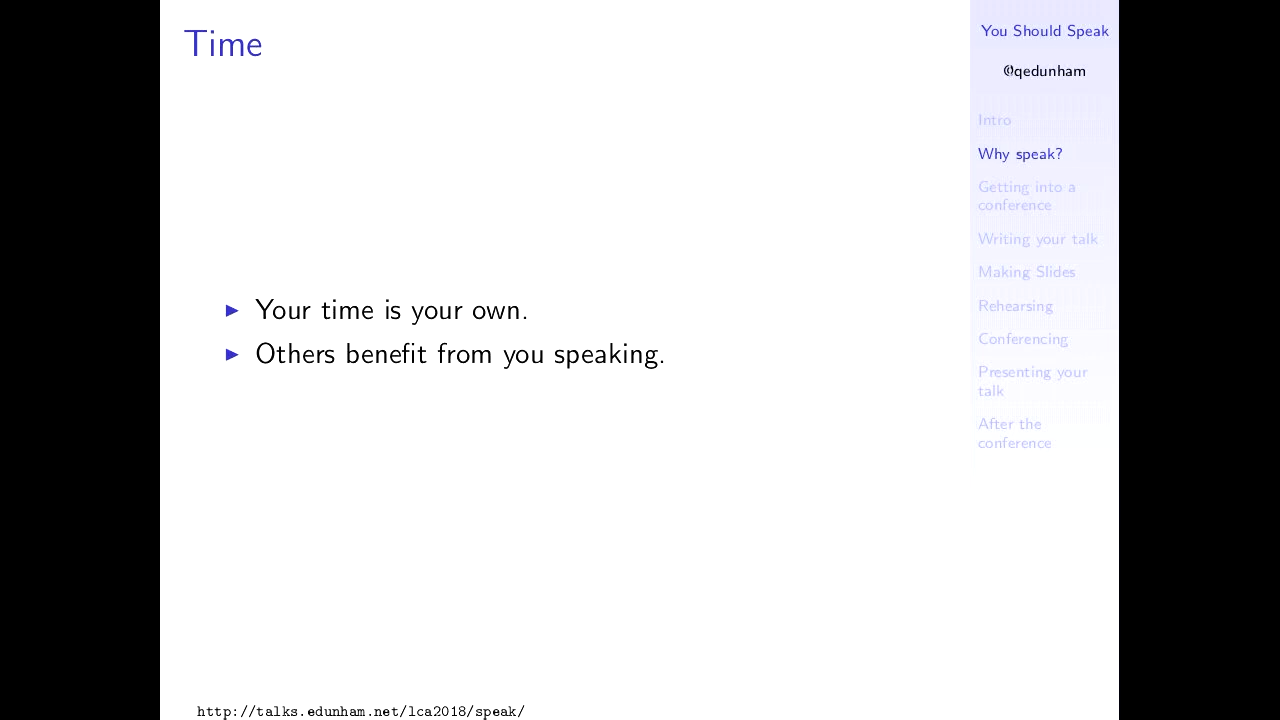 Time
Your time is your own.
Others benefit from you speaking.
http://talks.edunham.net/lca2018/speak/
You Should Speak
@qedunham
Intro
Why speak?
Getting into a
conference
Writing your talk
Making Slides
Rehearsing
Conferencing
Presenting your
talk
After the
conference